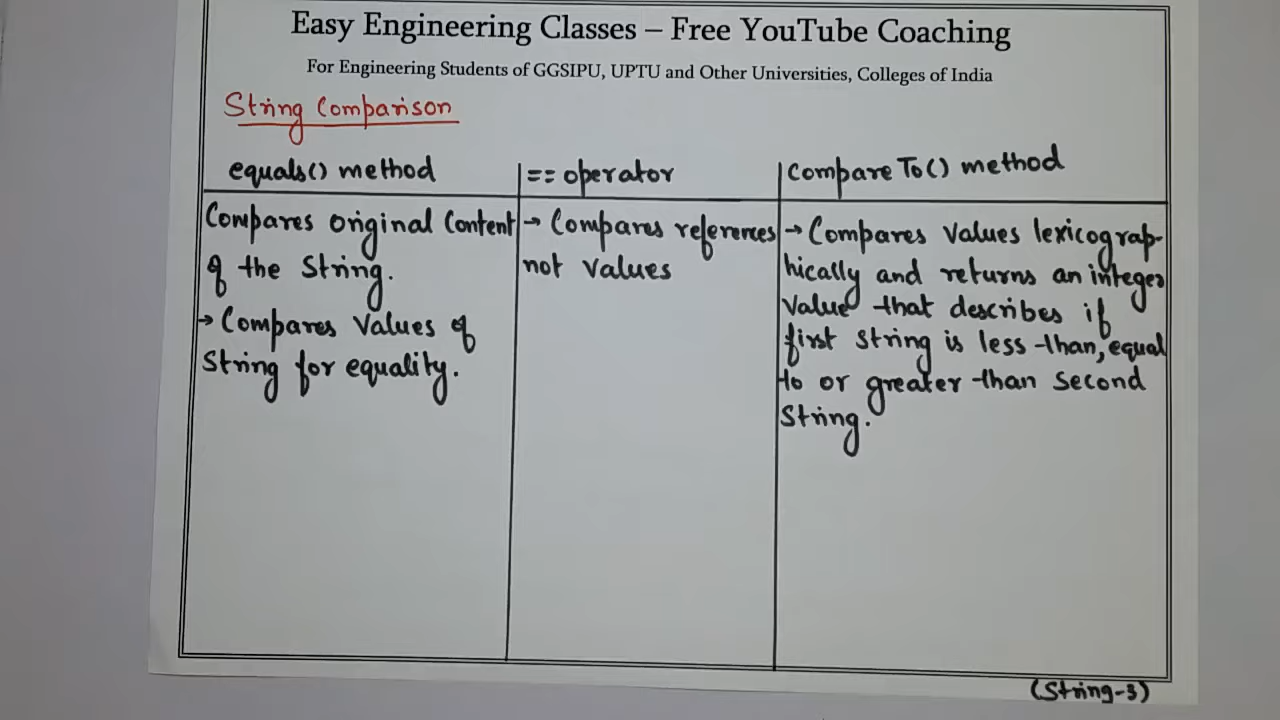 Easy Engineering Classes – Free YouTube Coaching
For Engineering Students of GGSIPU, UPTU and Other Universities, Colleges of India
String Comparison
equals() method
Compares original Content
of the String.
→ Compares Values of
String for equality.
== operator
→ Compares references
not values
CompareTo() method
→ Compares Values lexicograp-
hically and returns an integer
Value that describes if
first string is less than, equal
to or greater than second
String.
(String-3)